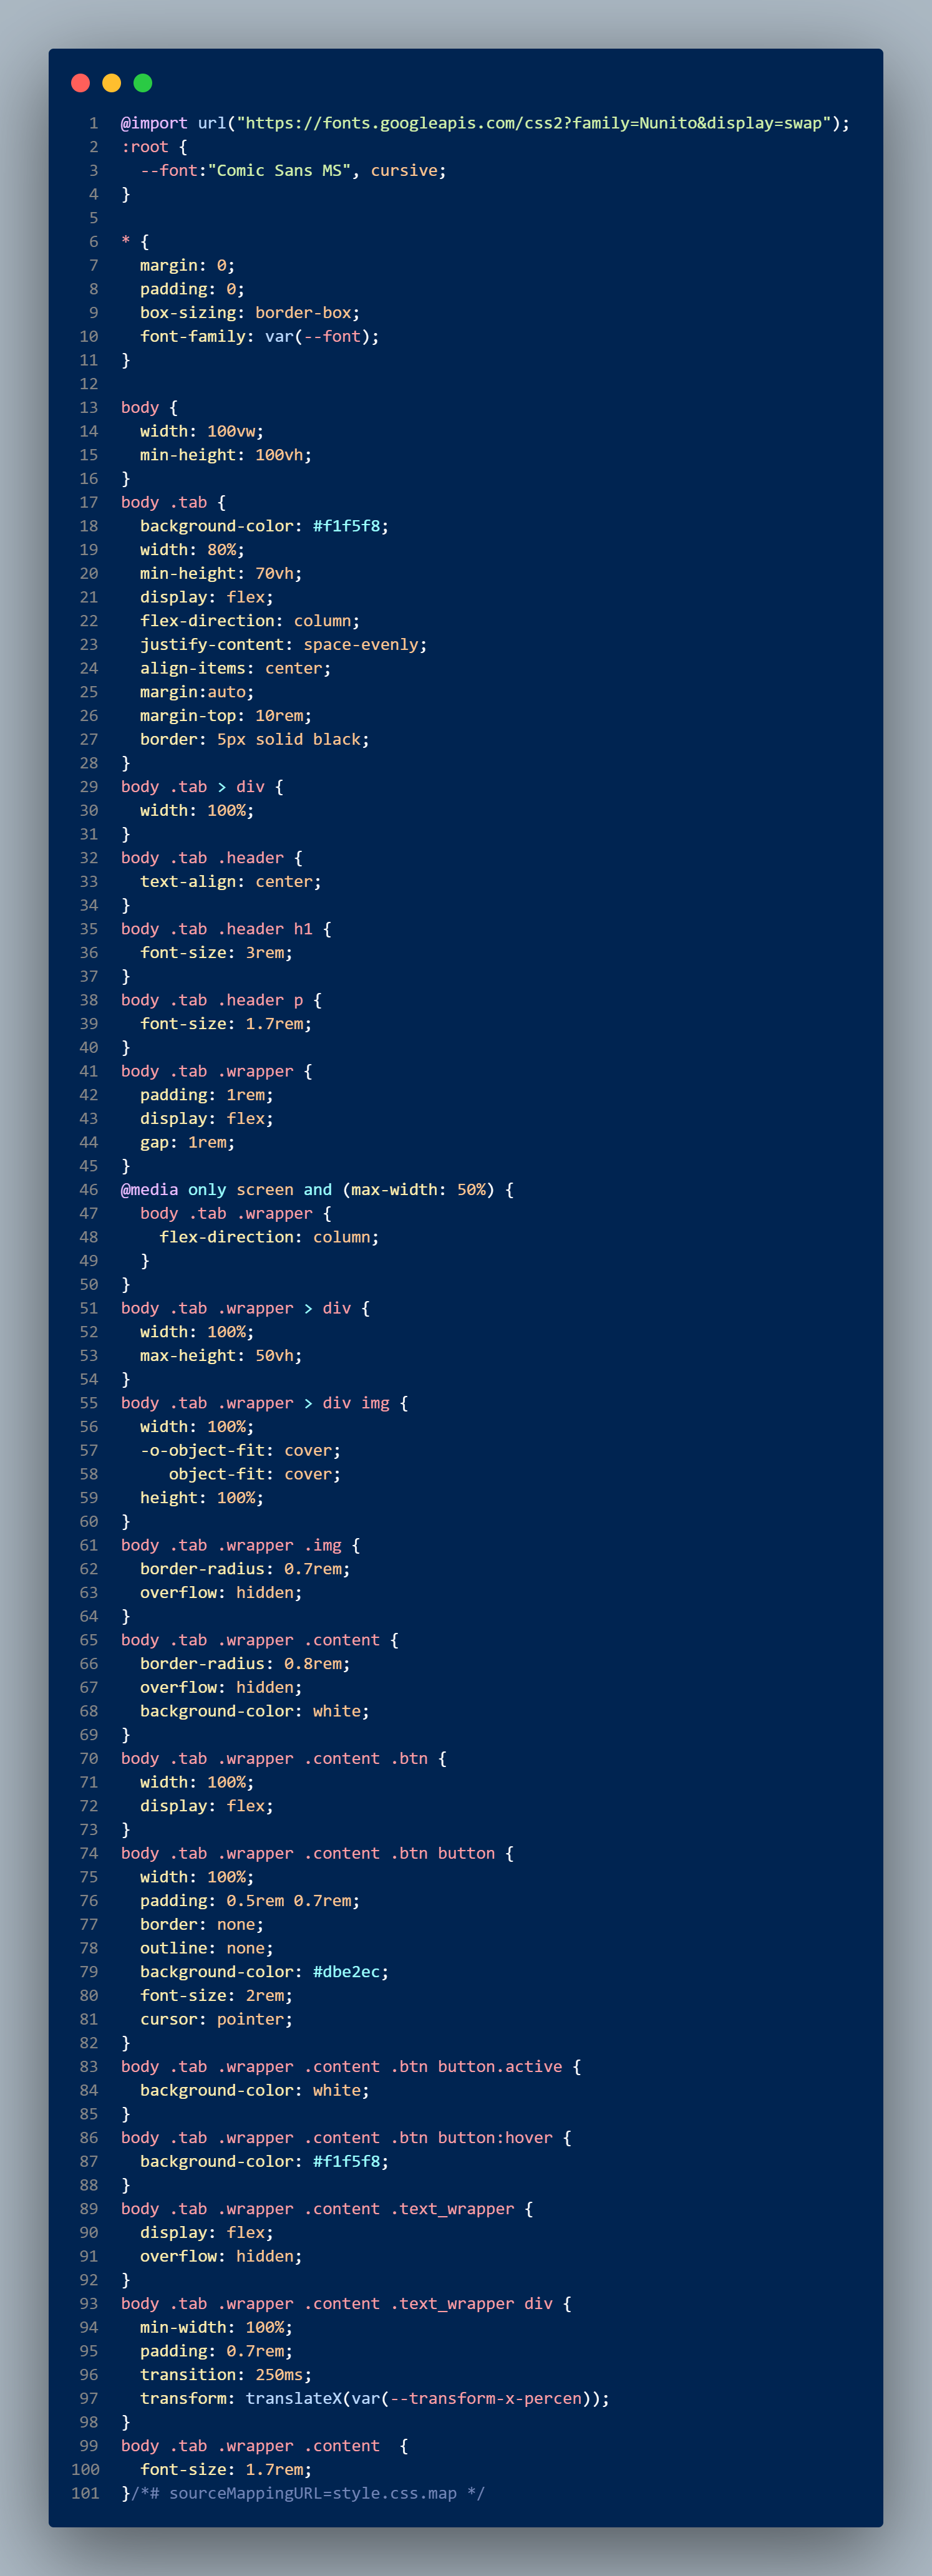 1 @import url("https://fonts.googleapis.com/css2?family=Nunito&display=swap");
2 :root {
3   --font:"Comic Sans MS", cursive;
4 }
5
6 * {
7   margin: 0;
8   padding: 0;
9   box-sizing: border-box;
10   font-family: var(--font);
11 }
12
13 body {
14   width: 100vw;
15   min-height: 100vh;
16 }
17 body .tab {
18   background-color: #f1f5f8;
19   width: 80%;
20   min-height: 70vh;
21   display: flex;
22   flex-direction: column;
23   justify-content: space-evenly;
24   align-items: center;
25   margin:auto;
26   margin-top: 10rem;
27   border: 5px solid black;
28 }
29 body .tab > div {
30   width: 100%;
31 }
32 body .tab .header {
33   text-align: center;
34 }
35 body .tab .header h1 {
36   font-size: 3rem;
37 }
38 body .tab .header p {
39   font-size: 1.7rem;
40 }
41 body .tab .wrapper {
42   padding: 1rem;
43   display: flex;
44   gap: 1rem;
45 }
46 @media only screen and (max-width: 50%) {
47   body .tab .wrapper {
48     flex-direction: column;
49   }
50 }
51 body .tab .wrapper > div {
52   width: 100%;
53   max-height: 50vh;
54 }
55 body .tab .wrapper > div img {
56   width: 100%;
57   -o-object-fit: cover;
58      object-fit: cover;
59   height: 100%;
60 }
61 body .tab .wrapper .img {
62   border-radius: 0.7rem;
63   overflow: hidden;
64 }
65 body .tab .wrapper .content {
66   border-radius: 0.8rem;
67   overflow: hidden;
68   background-color: white;
69 }
70 body .tab .wrapper .content .btn {
71   width: 100%;
72   display: flex;
73 }
74 body .tab .wrapper .content .btn button {
75   width: 100%;
76   padding: 0.5rem 0.7rem;
77   border: none;
78   outline: none;
79   background-color: #dbe2ec;
80   font-size: 2rem;
81   cursor: pointer;
82 }
83 body .tab .wrapper .content .btn button.active {
84   background-color: white;
85 }
86 body .tab .wrapper .content .btn button:hover {
87   background-color: #f1f5f8;
88 }
89 body .tab .wrapper .content .text_wrapper {
90   display: flex;
91   overflow: hidden;
92 }
93 body .tab .wrapper .content .text_wrapper div {
94   min-width: 100%;
95   padding: 0.7rem;
96   transition: 250ms;
97   transform: translateX(var(--transform-x-percen));
98 }
99 body .tab .wrapper .content  {
100   font-size: 1.7rem;
101 }/*# sourceMappingURL=style.css.map */